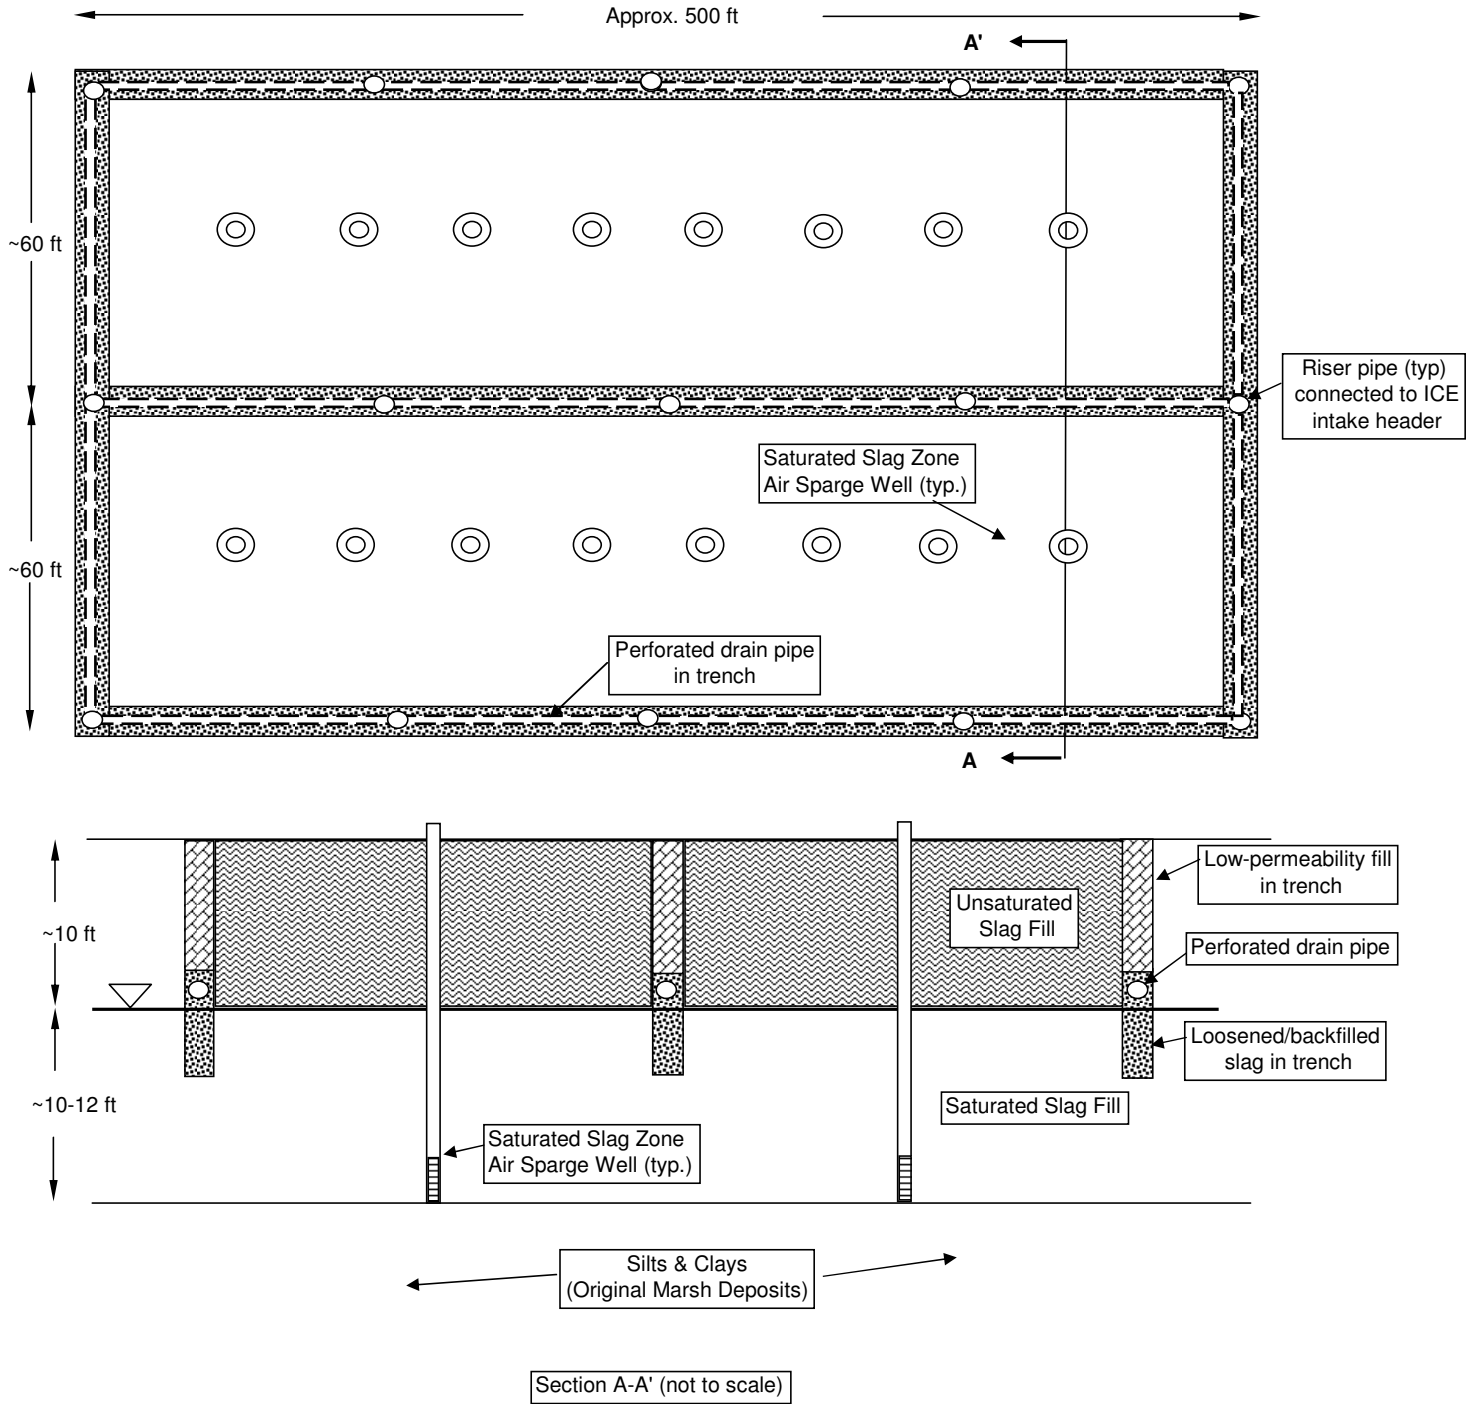 Approx. 500 ft
A'
~60 ft
Riser pipe (typ)
connected to ICE
intake header
Saturated Slag Zone
Air Sparge Well (typ.)
~60 ft
Perforated drain pipe
in trench
A
Low-permeability fill
in trench
Unsaturated
Slag Fill
~10 ft
Perforated drain pipe
Loosened/backfilled
slag in trench
~10-12 ft
Saturated Slag Fill
Saturated Slag Zone
Air Sparge Well (typ.)
Silts & Clays
(Original Marsh Deposits)
Section A-A' (not to scale)